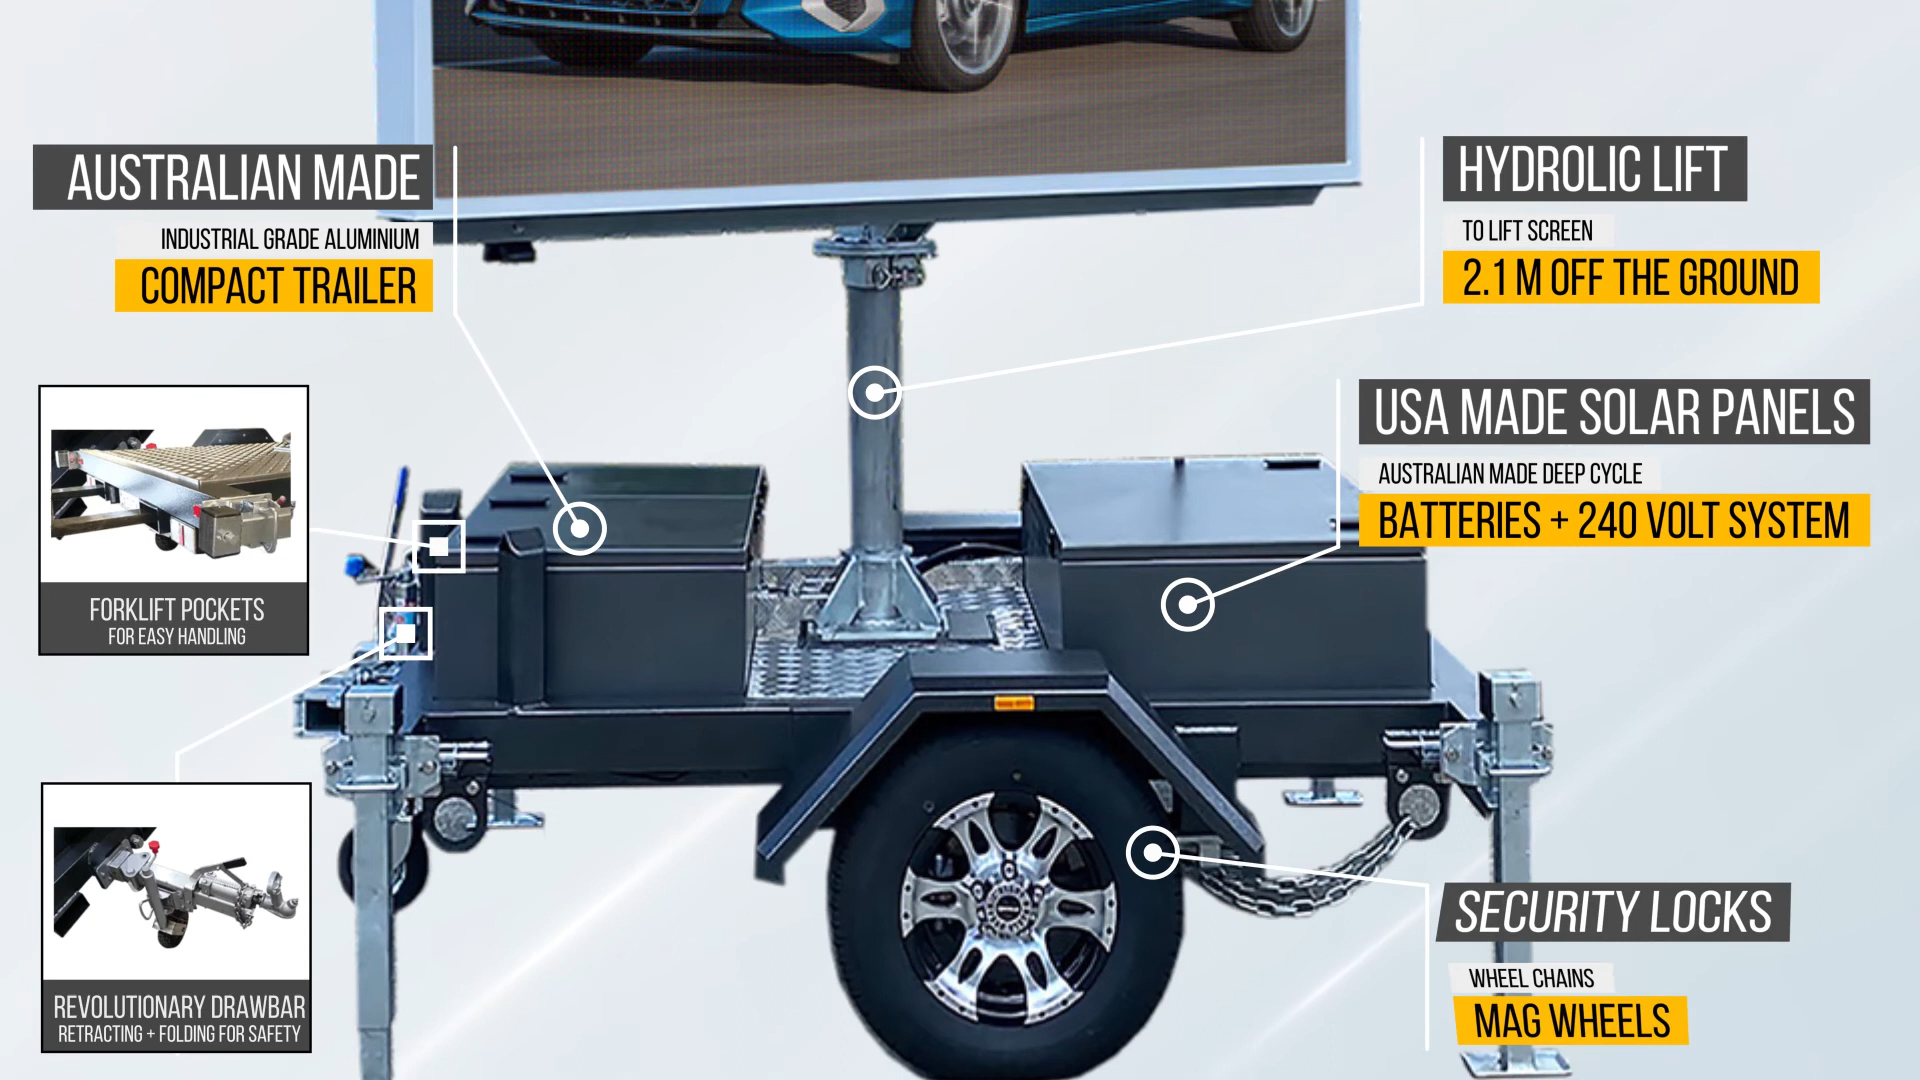 AUSTRALIAN MADE
INDUSTRIAL GRADE ALUMINIUM
COMPACT TRAILER
HYDROLIC LIFT
TO LIFT SCREEN
2.1 M OFF THE GROUND
USA MADE SOLAR PANELS
AUSTRALIAN MADE DEEP CYCLE
BATTERIES + 240 VOLT SYSTEM
FORKLIFT POCKETS
FOR EASY HANDLING
REVOLUTIONARY DRAWBAR
RETRACTING + FOLDING FOR SAFETY
SECURITY LOCKS
WHEEL CHAINS
MAG WHEELS